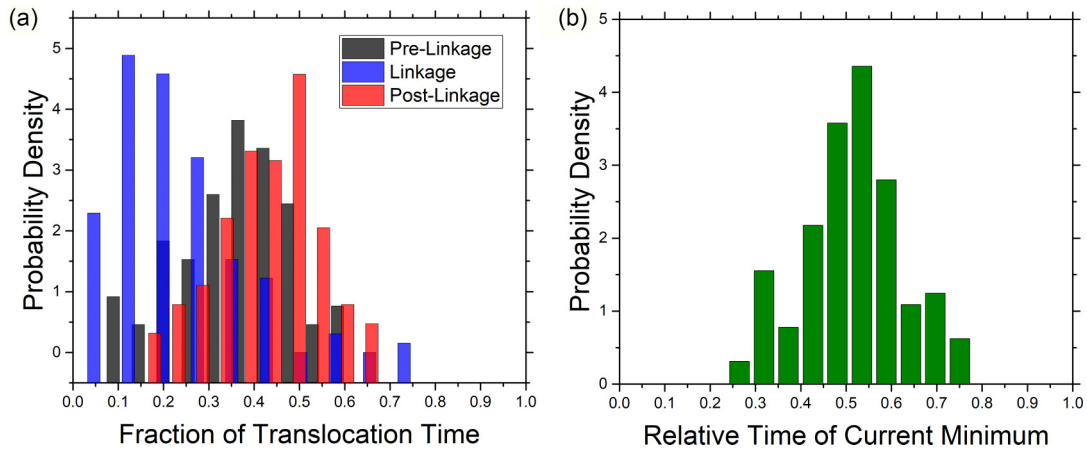 (a)
Probability Density
5
4
3
2
1
0
Pre-Linkage
Linkage
Post-Linkage
0.0 0.1 0.2 0.3 0.4 0.5 0.6 0.7 0.8 0.9 1.0
Fraction of Translocation Time
(b)
Probability Density
5
4
3
2
1
0
0.0 0.1 0.2 0.3 0.4 0.5 0.6 0.7 0.8 0.9 1.0
Relative Time of Current Minimum